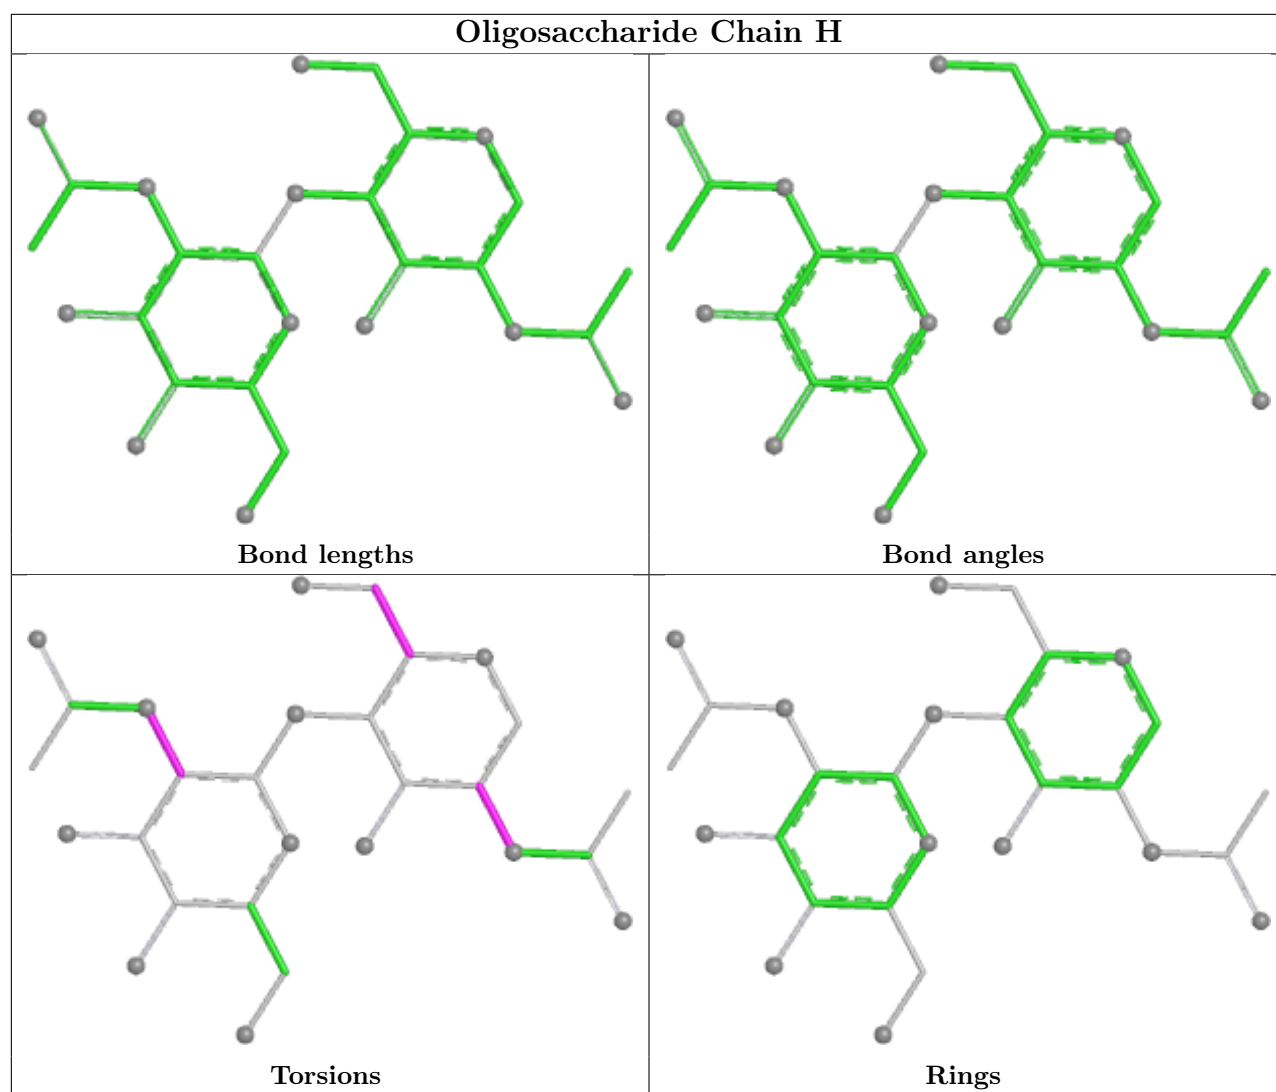 Oligosaccharide Chain H
Bond lengths
Bond angles
Torsions
Rings